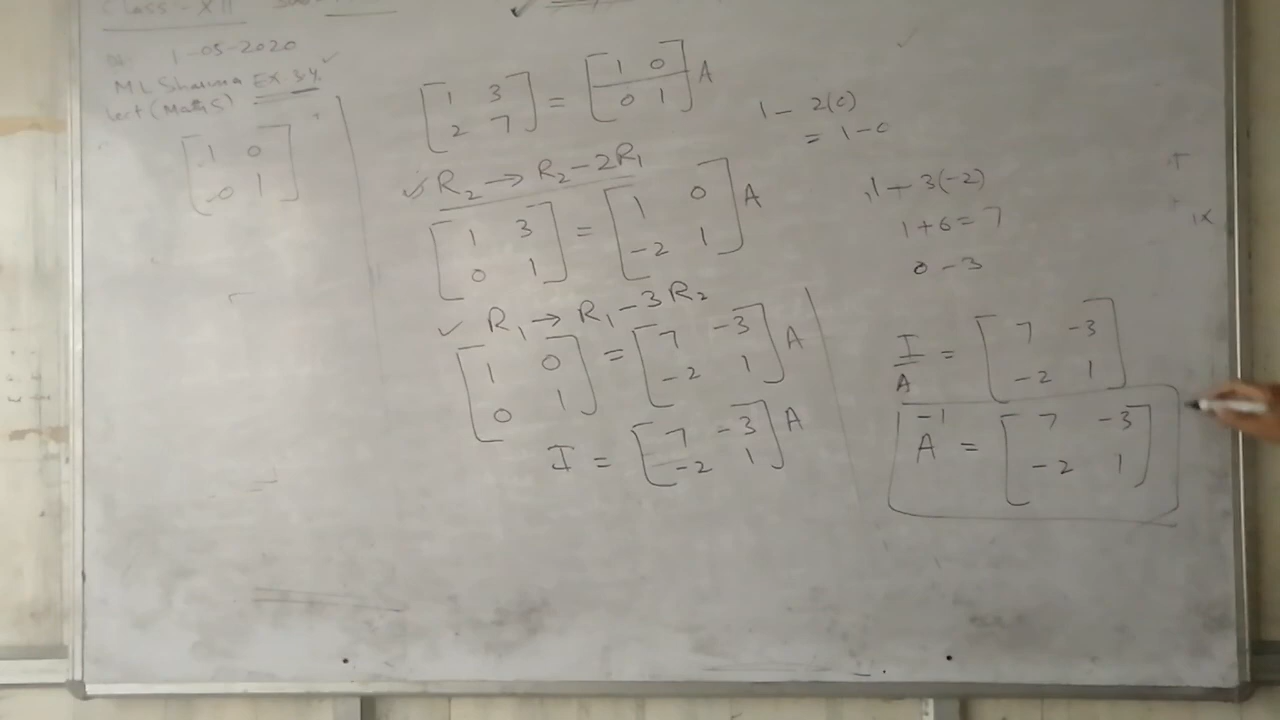 Class:- XII
1-05-2020
ML Sharma EX 3.4
Lect (Maths)
[1 0
0 1]
[1 3
2 7] = [1 0
0 1] A
R₂ → R₂ - 2R₁
[1 3
0 1] = [1 0
-2 1] A
R₁ → R₁ - 3R₂
[1 0
0 1] = [7 -3
-2 1] A
I = [7 -3
-2 1] A
1 - 2(0)
= 1 - 0
1 - 3(-2)
1 + 6 = 7
0 - 3
I/A = [7 -3
-2 1]
A⁻¹ = [7 -3
-2 1]